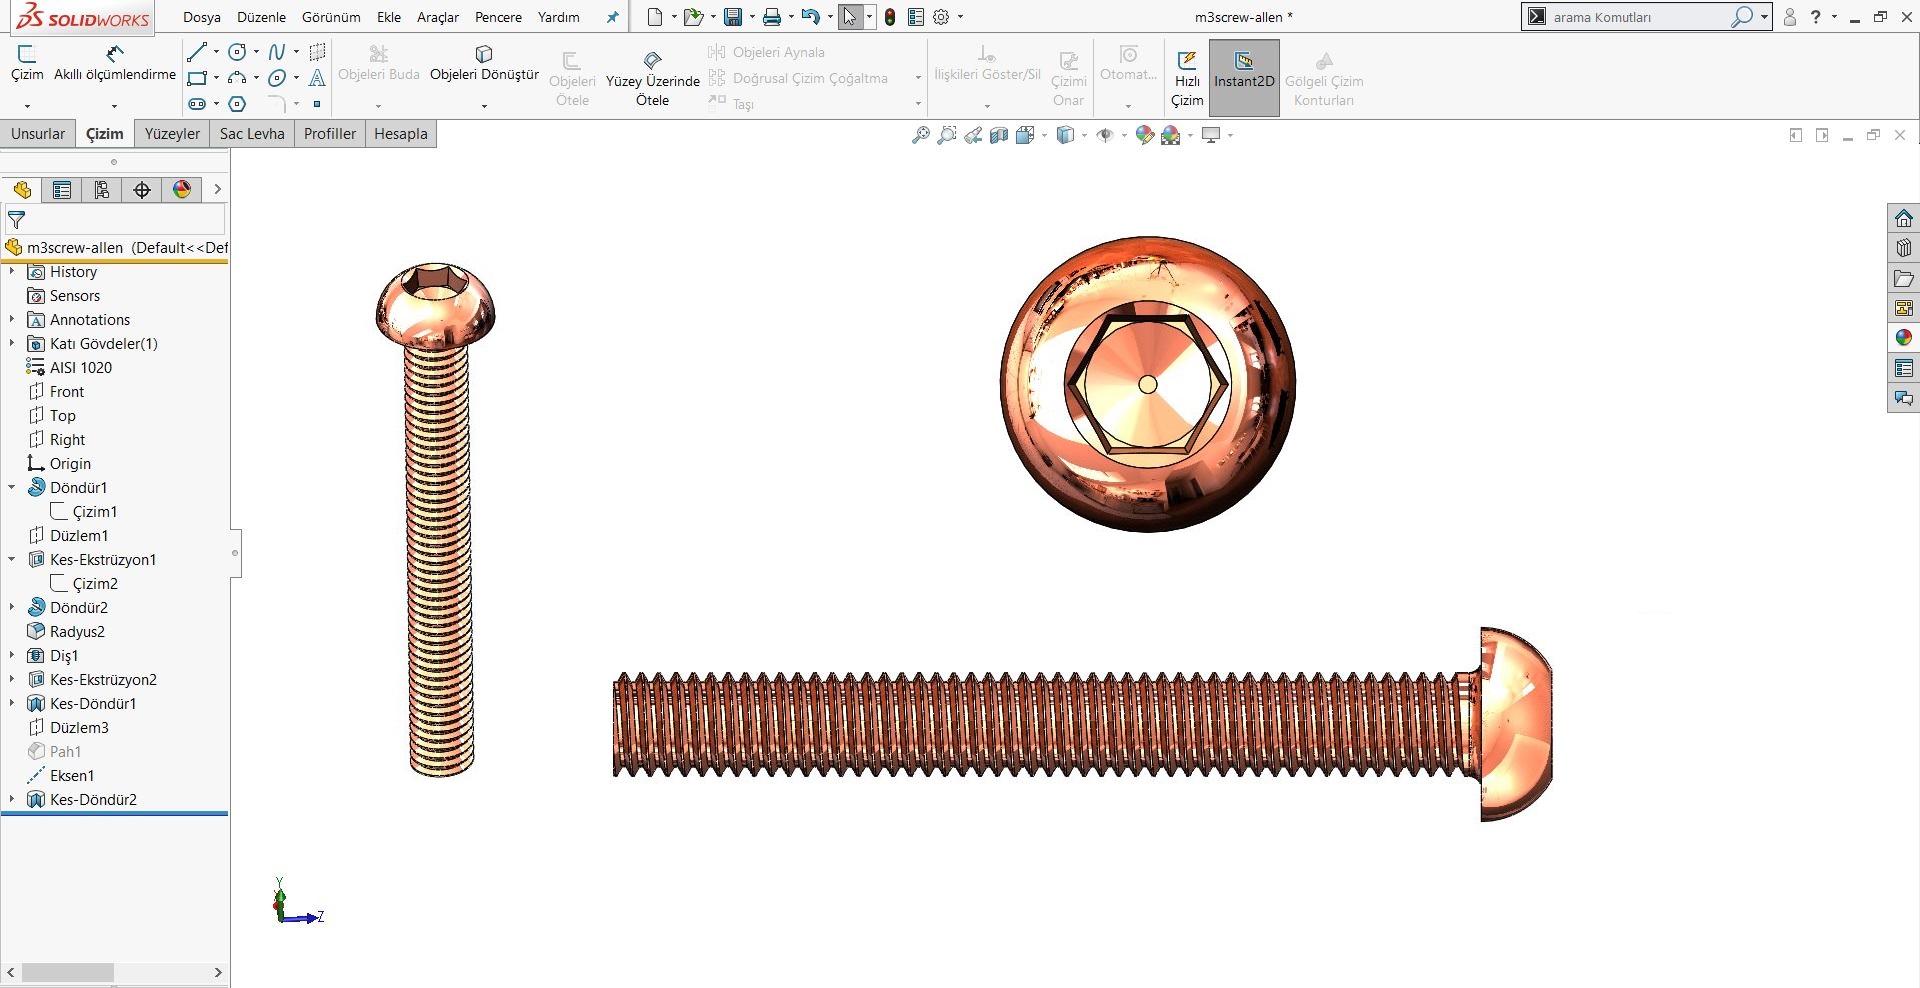 SOLIDWORKS
Dosya Düzenle Görünüm Ekle Araçlar Pencere Yardım
m3screw-allen *
arama Komutları
?
Çizim
Akıllı ölçümlendirme
A
Objeleri Buda
Objeleri Dönüştür
Objeleri
Ötele
Yüzey Üzerinde
Ötele
Objeleri Aynala
Doğrusal Çizim Çoğaltma
Taşı
İlişkileri Göster/Sil
Çizimi
Onar
Otomat...
Hızlı
Çizim
Instant2D
Gölgeli Çizim
Konturları
Unsurlar Çizim Yüzeyler Sac Levha Profiller Hesapla
m3screw-allen (Default<<Def
History
Sensors
Annotations
Katı Gövdeler(1)
AISI 1020
Front
Top
Right
Origin
Döndür1
Çizim1
Düzlem1
Kes-Ekstrüzyon1
Çizim2
Döndür2
Radyus2
Diş1
Kes-Ekstrüzyon2
Kes-Döndür1
Düzlem3
Pah1
Eksen1
Kes-Döndür2
Y
Z